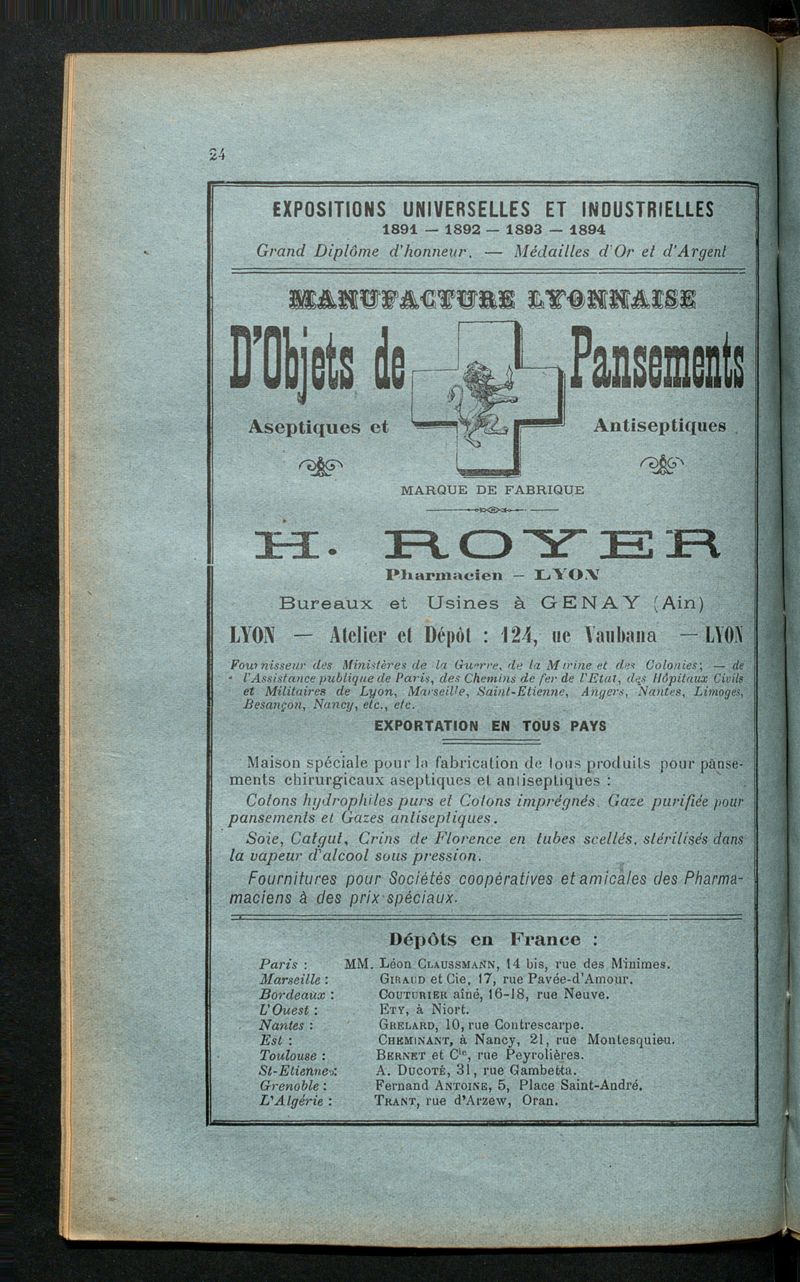 24
EXPOSITIONS UNIVERSELLES ET INDUSTRIELLES
1891 — 1892 — 1893 — 1894
Grand Diplôme d'honneur. — Médailles d'Or et d'Argent
MANUFACTURE LYONNAISE
D'Objets de Pansements
Aseptiques et Antiseptiques
MARQUE DE FABRIQUE
H. ROYER
Pharmacien — LYON
Bureaux et Usines à GENAY (Ain)
LYON — Atelier et Dépôt : 124, ue Vaubana — LYON
Fournisseur des Ministères de la Guerre, de la Mirine et des Colonies; — de
l'Assistance publique de Paris, des Chemins de fer de l'Etat, des Hôpitaux Civils
et Militaires de Lyon, Marseille, Saint-Etienne, Angers, Nantes, Limoges,
Besançon, Nancy, etc., etc.
EXPORTATION EN TOUS PAYS
Maison spéciale pour la fabrication de tous produits pour panse-
ments chirurgicaux aseptiques et antiseptiques :
Cotons hydrophiles purs et Cotons imprégnés. Gaze purifiée pour
pansements et Gazes antiseptiques.
Soie, Catgut, Crins de Florence en tubes scellés, stérilisés dans
la vapeur d'alcool sous pression.
Fournitures pour Sociétés coopératives et amicales des Pharma-
maciens à des prix spéciaux.
Dépôts en France :
Paris : MM. Léon CLAUSSMANN, 14 bis, rue des Minimes.
Marseille : GIRAUD et Cie, 17, rue Pavée-d'Amour.
Bordeaux : COUTURIER aîné, 16-18, rue Neuve.
L'Ouest : ETY, à Niort.
Nantes : GRELARD, 10, rue Contrescarpe.
Est : CHEMINANT, à Nancy, 21, rue Montesquieu.
Toulouse : BERNET et Cie, rue Peyrolières.
St-Etienne : A. DUCOTÉ, 31, rue Gambetta.
Grenoble : Fernand ANTOINE, 5, Place Saint-André.
L'Algérie : TRANT, rue d'Arzew, Oran.